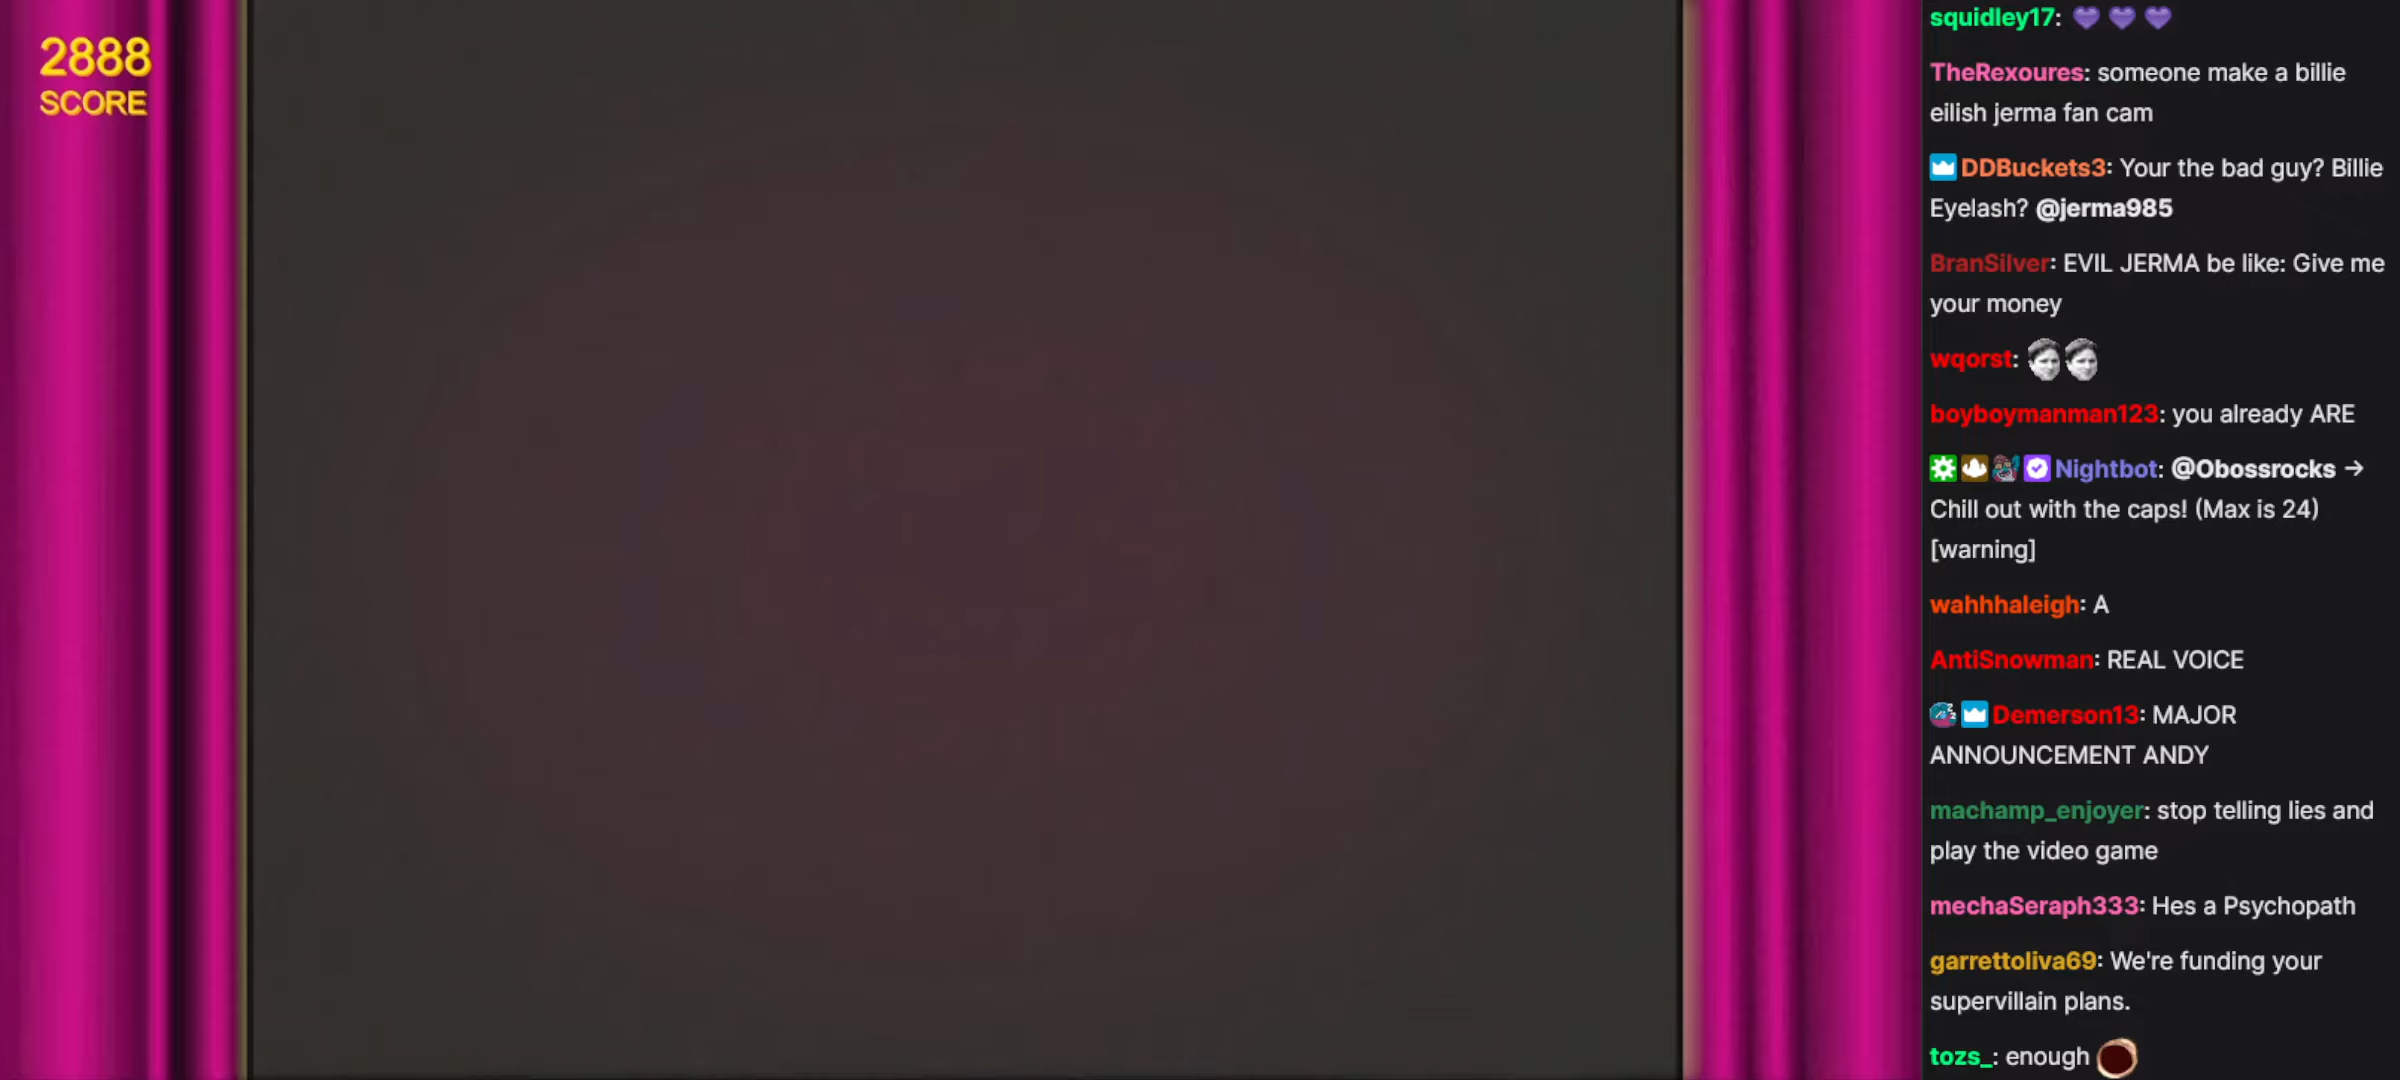 2888
SCORE
squidley17: 💜 💜 💜
TheRexoures: someone make a billie
eilish jerma fan cam
DDBuckets3: Your the bad guy? Billie
Eyelash? @jerma985
BranSilver: EVIL JERMA be like: Give me
your money
wqorst:
boyboymanman123: you already ARE
Nightbot: @Obossrocks →
Chill out with the caps! (Max is 24)
[warning]
wahhhaleigh: A
AntiSnowman: REAL VOICE
Demerson13: MAJOR
ANNOUNCEMENT ANDY
machamp_enjoyer: stop telling lies and
play the video game
mechaSeraph333: Hes a Psychopath
garrettoliva69: We're funding your
supervillain plans.
tozs_: enough